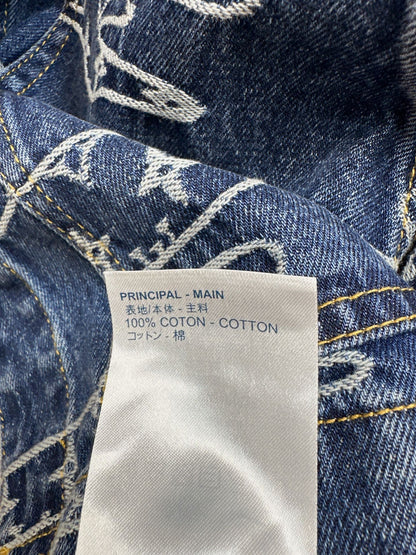 PRINCIPAL - MAIN
表地/本体 - 主料
100% COTON - COTTON
コットン - 棉